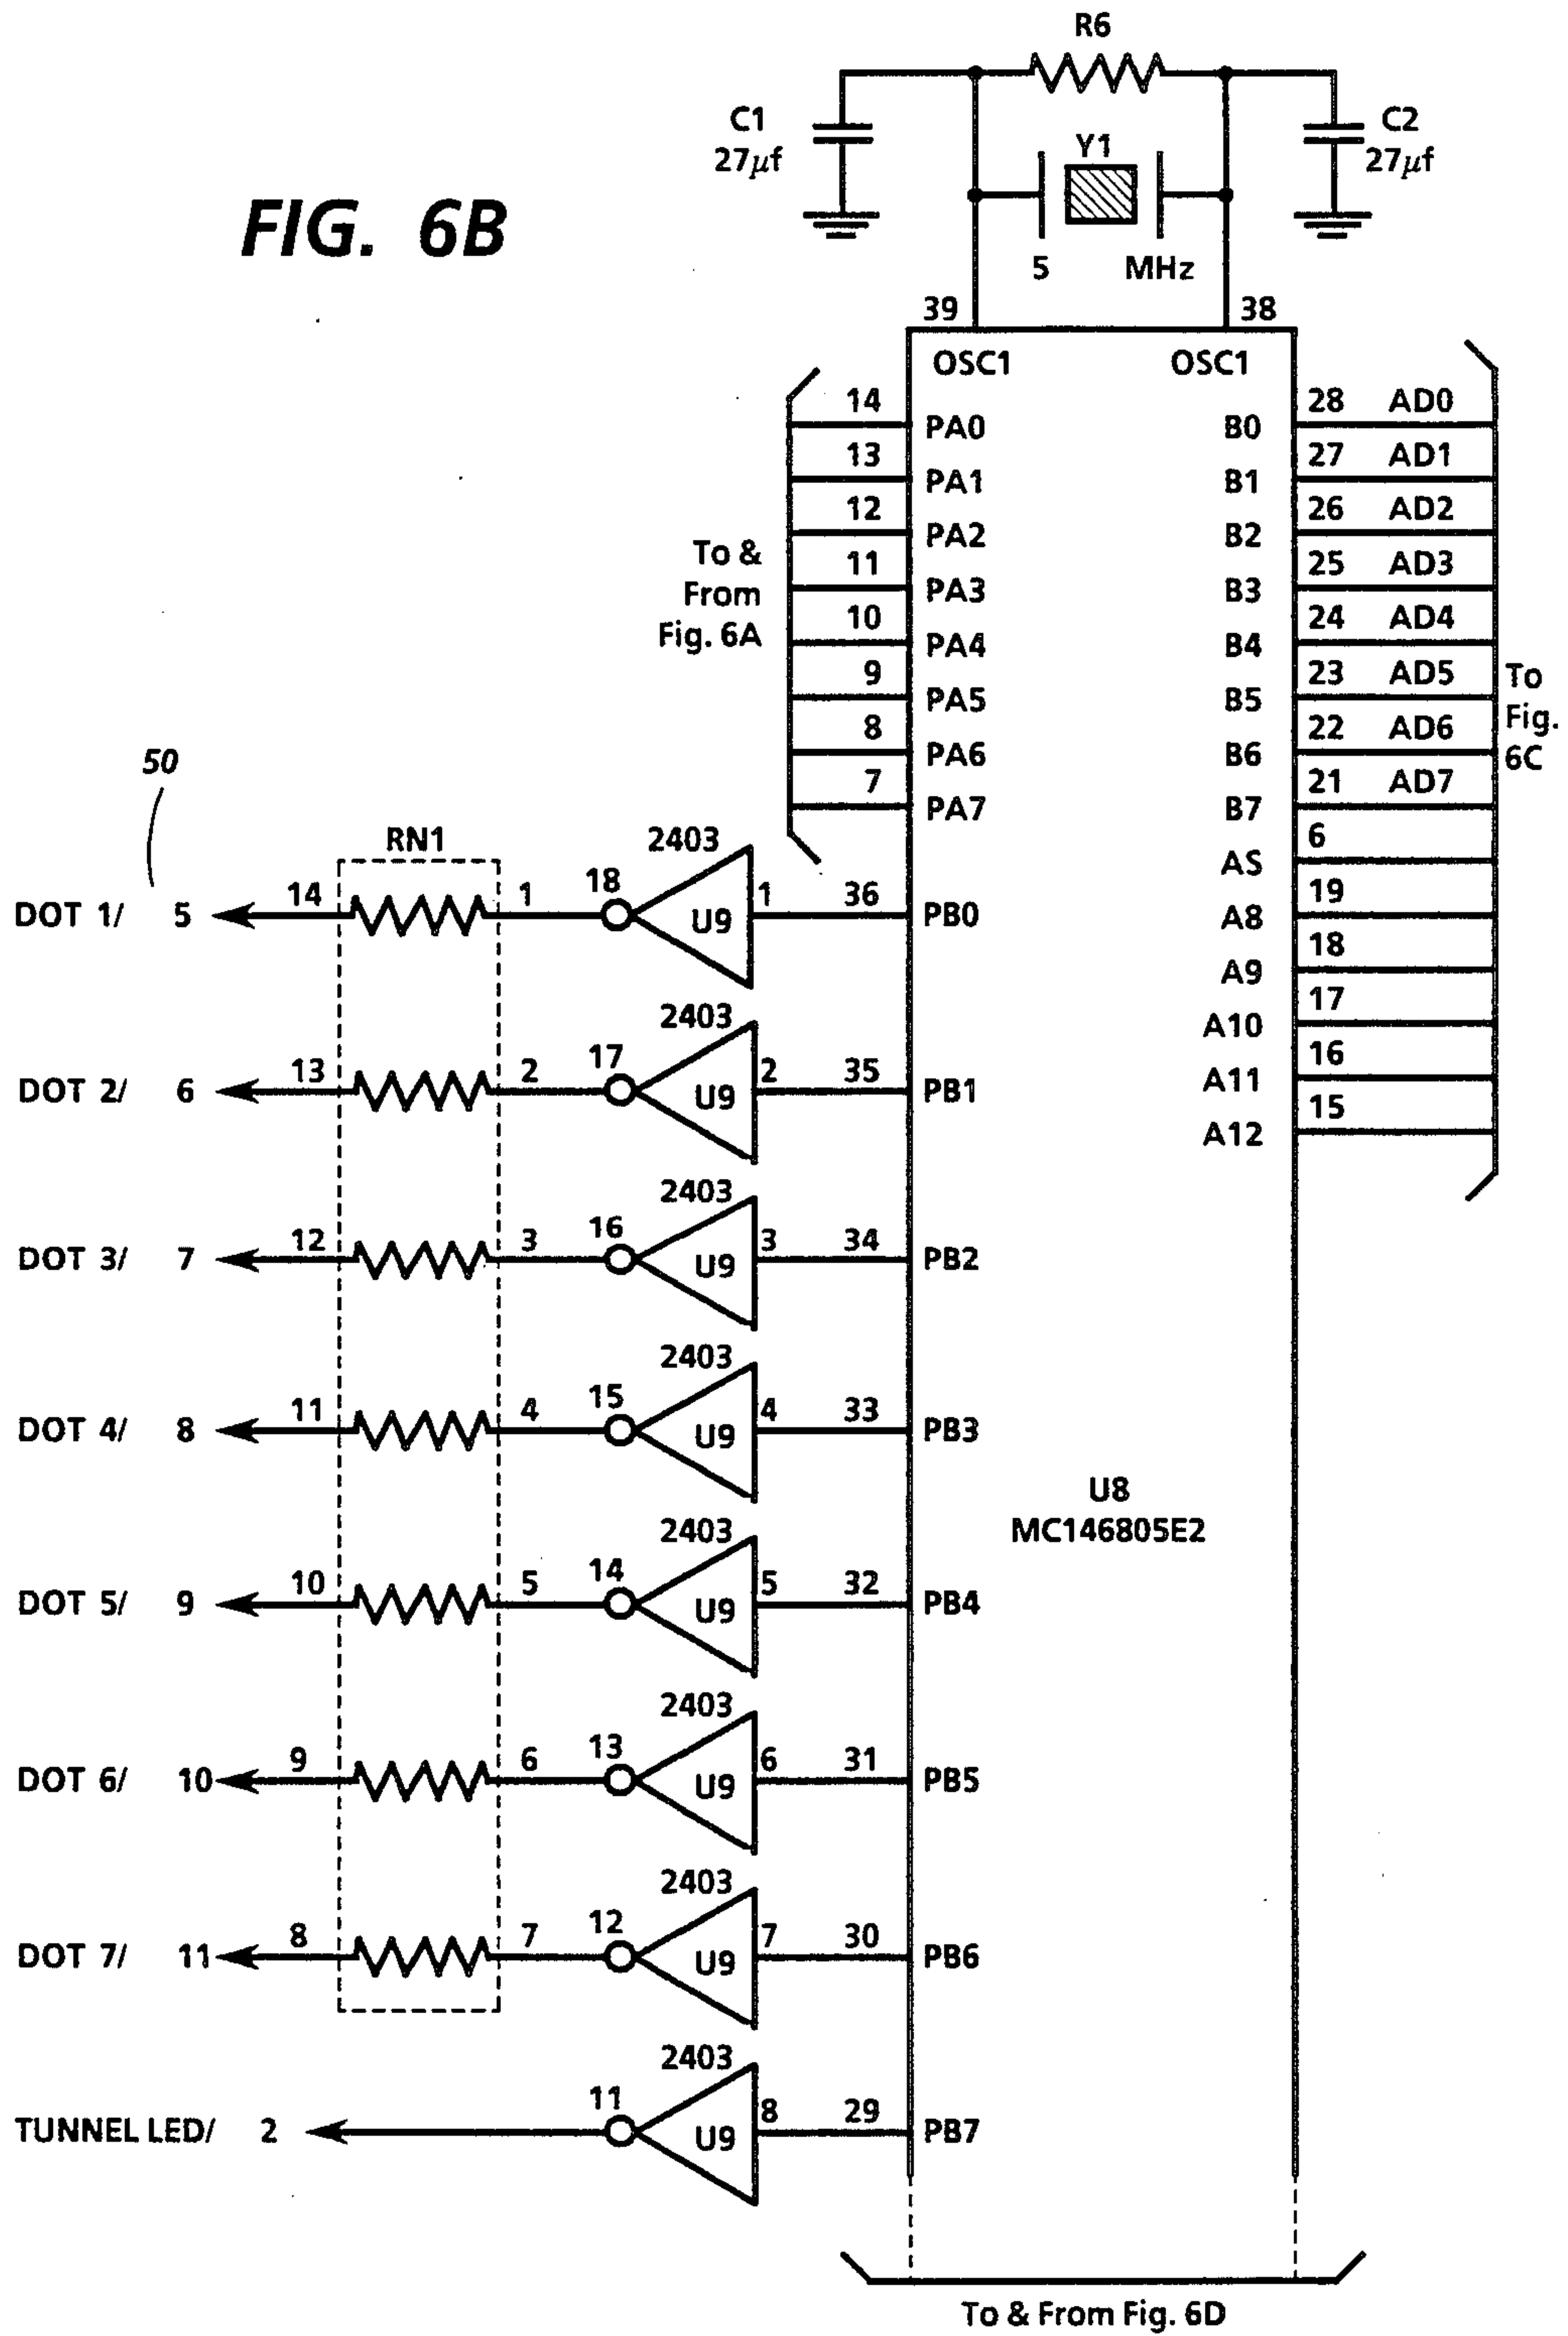 R6
C1
27μf
C2
27μf
Y1
5 MHz
FIG. 6B
39
38
OSC1 OSC1
14 PA0
13 PA1
12 PA2
11 PA3
10 PA4
9 PA5
8 PA6
7 PA7
To &
From
Fig. 6A
B0 28 AD0
B1 27 AD1
B2 26 AD2
B3 25 AD3
B4 24 AD4
B5 23 AD5
B6 22 AD6
B7 21 AD7
AS 6
A8 19
A9 18
A10 17
A11 16
A12 15
To
Fig.
6C
50
RN1
2403
DOT 1/ 5 14 1 18 U9 1 36 PB0
2403
DOT 2/ 6 13 2 17 U9 2 35 PB1
2403
DOT 3/ 7 12 3 16 U9 3 34 PB2
2403
DOT 4/ 8 11 4 15 U9 4 33 PB3
U8
MC146805E2
2403
DOT 5/ 9 10 5 14 U9 5 32 PB4
2403
DOT 6/ 10 9 6 13 U9 6 31 PB5
2403
DOT 7/ 11 8 7 12 U9 7 30 PB6
2403
TUNNEL LED/ 2 11 U9 8 29 PB7
To & From Fig. 6D